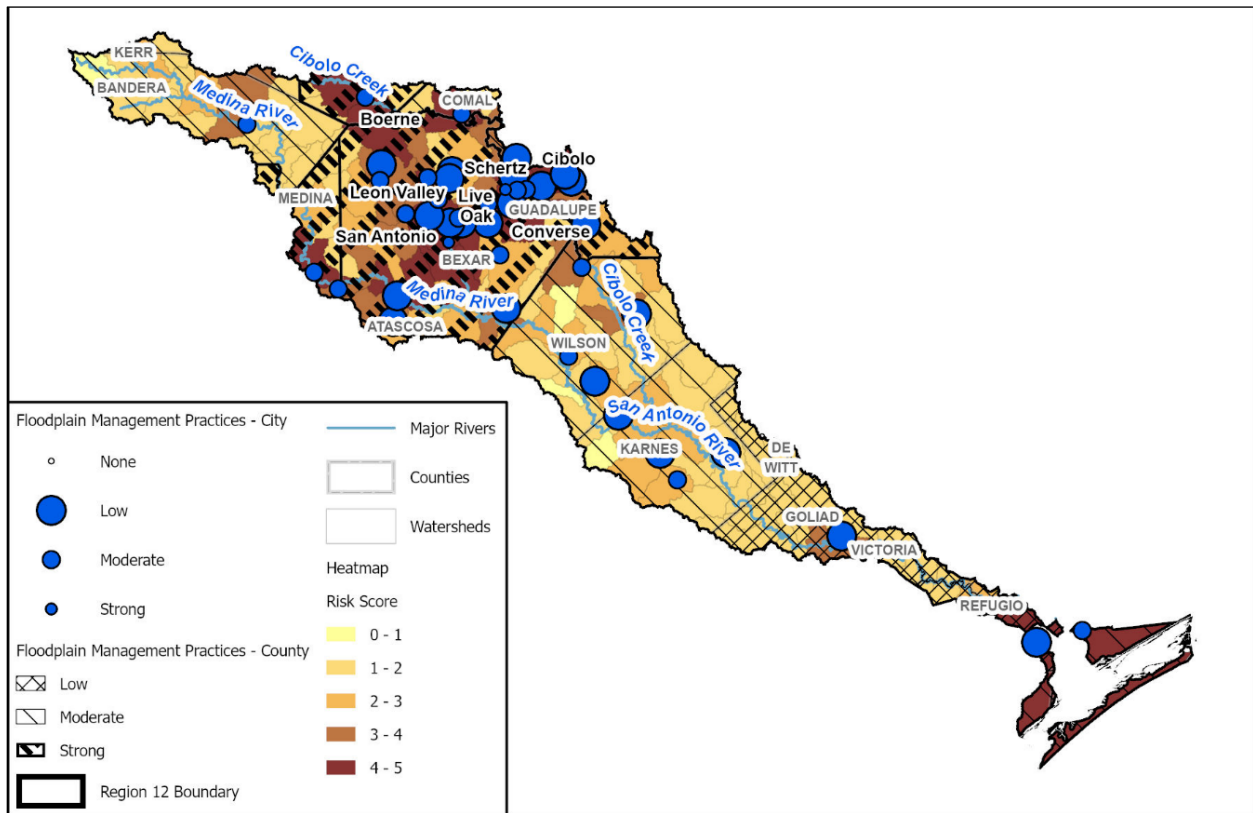 KERR
BANDERA
Medina River
Cibolo Creek
COMAL
Boerne
Schertz
Cibolo
MEDINA
Leon Valley
Live
Oak
GUADALUPE
San Antonio
Converse
BEXAR
Medina River
Cibolo Creek
ATASCOSA
WILSON
San Antonio River
KARNES
DE
WITT
GOLIAD
VICTORIA
REFUGIO
Floodplain Management Practices - City
None
Low
Moderate
Strong
Floodplain Management Practices - County
Low
Moderate
Strong
Region 12 Boundary
Major Rivers
Counties
Watersheds
Heatmap
Risk Score
0 - 1
1 - 2
2 - 3
3 - 4
4 - 5